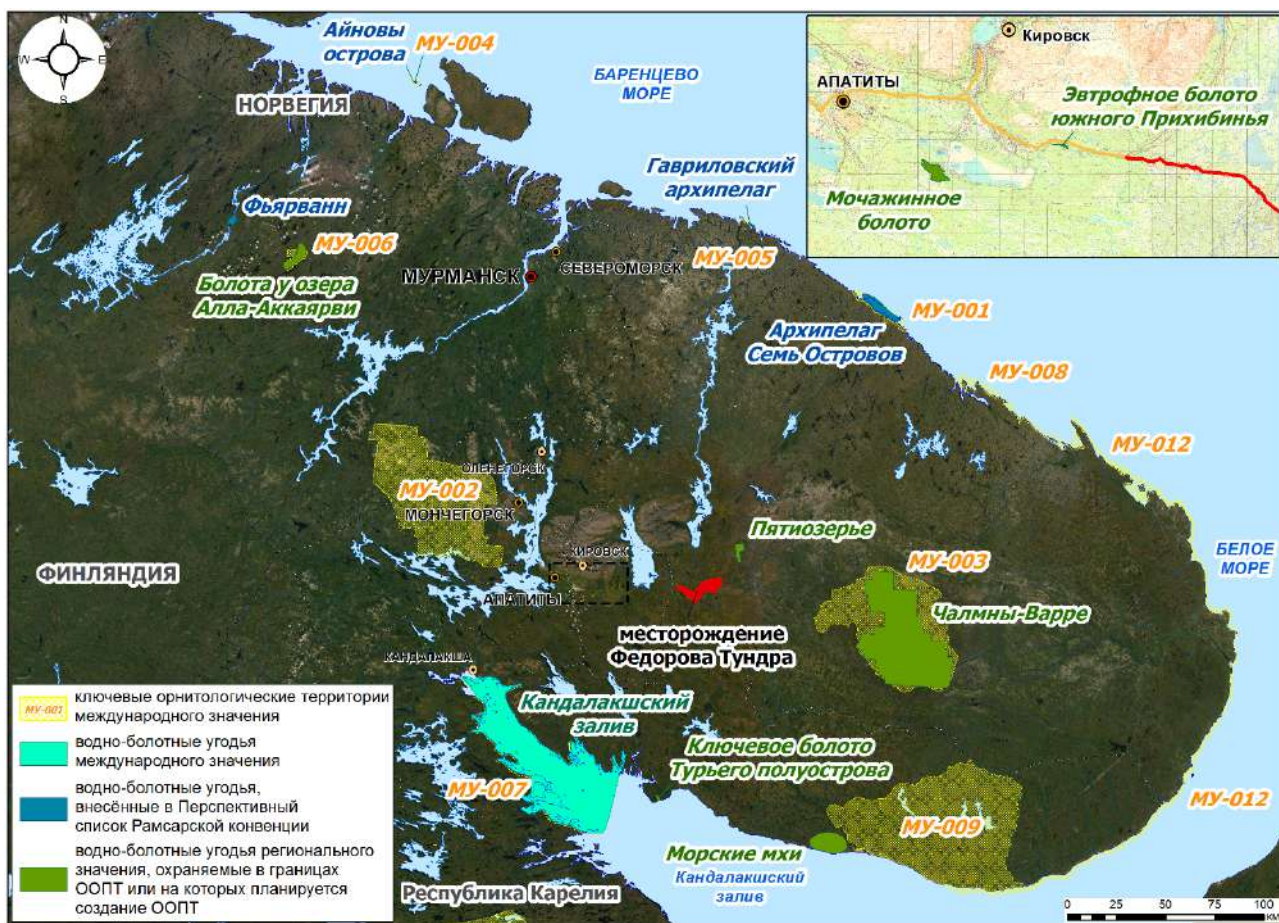 N
W
E
S
Айновы
острова
МУ-004
БАРЕНЦЕВО
МОРЕ
НОРВЕГИЯ
Кировск
АПАТИТЫ
Эвтрофное болото
южного Прихибинья
Мочажинное
болото
Гавриловский
архипелаг
Фьярванн
МУ-006
Болота у озера
Алла-Аккаярви
МУРМАНСК
СЕВЕРОМОРСК
МУ-005
МУ-001
Архипелаг
Семь Островов
МУ-008
МУ-012
ОЛЕНЕГОРСК
МУ-002
МОНЧЕГОРСК
КИРОВСК
АПАТИТЫ
Пятиозерье
МУ-003
Чалмны-Варре
БЕЛОЕ
МОРЕ
ФИНЛЯНДИЯ
месторождение
Федорова Тундра
КАНДАЛАКША
Кандалакшский
залив
Ключевое болото
Турьего полуострова
МУ-007
МУ-009
МУ-012
Морские мхи
Кандалакшский
залив
Республика Карелия
МУ-001
ключевые орнитологические территории
международного значения
водно-болотные угодья
международного значения
водно-болотные угодья,
внесённые в Перспективный
список Рамсарской конвенции
водно-болотные угодья регионального
значения, охраняемые в границах
ООПТ или на которых планируется
создание ООПТ
0 25 50 75 100
КМ